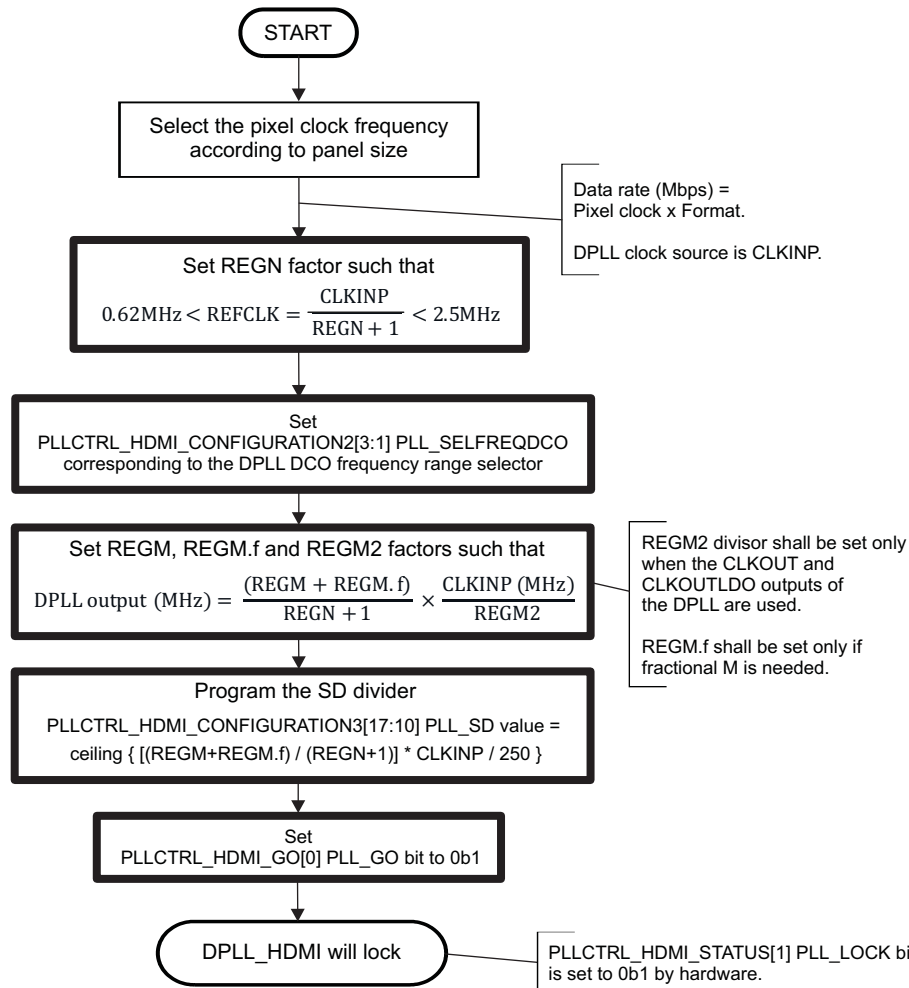 START
Select the pixel clock frequency
according to panel size
Data rate (Mbps) =
Pixel clock x Format.
DPLL clock source is CLKINP.
Set REGN factor such that
0.62MHz < REFCLK = CLKINP / REGN + 1 < 2.5MHz
Set
PLLCTRL_HDMI_CONFIGURATION2[3:1] PLL_SELFREQDCO
corresponding to the DPLL DCO frequency range selector
Set REGM, REGM.f and REGM2 factors such that
DPLL output (MHz) = (REGM + REGM. f) / REGN + 1 × CLKINP (MHz) / REGM2
REGM2 divisor shall be set only
when the CLKOUT and
CLKOUTLDO outputs of
the DPLL are used.
REGM.f shall be set only if
fractional M is needed.
Program the SD divider
PLLCTRL_HDMI_CONFIGURATION3[17:10] PLL_SD value =
ceiling { [(REGM+REGM.f) / (REGN+1)] * CLKINP / 250 }
Set
PLLCTRL_HDMI_GO[0] PLL_GO bit to 0b1
DPLL_HDMI will lock
PLLCTRL_HDMI_STATUS[1] PLL_LOCK bi
is set to 0b1 by hardware.